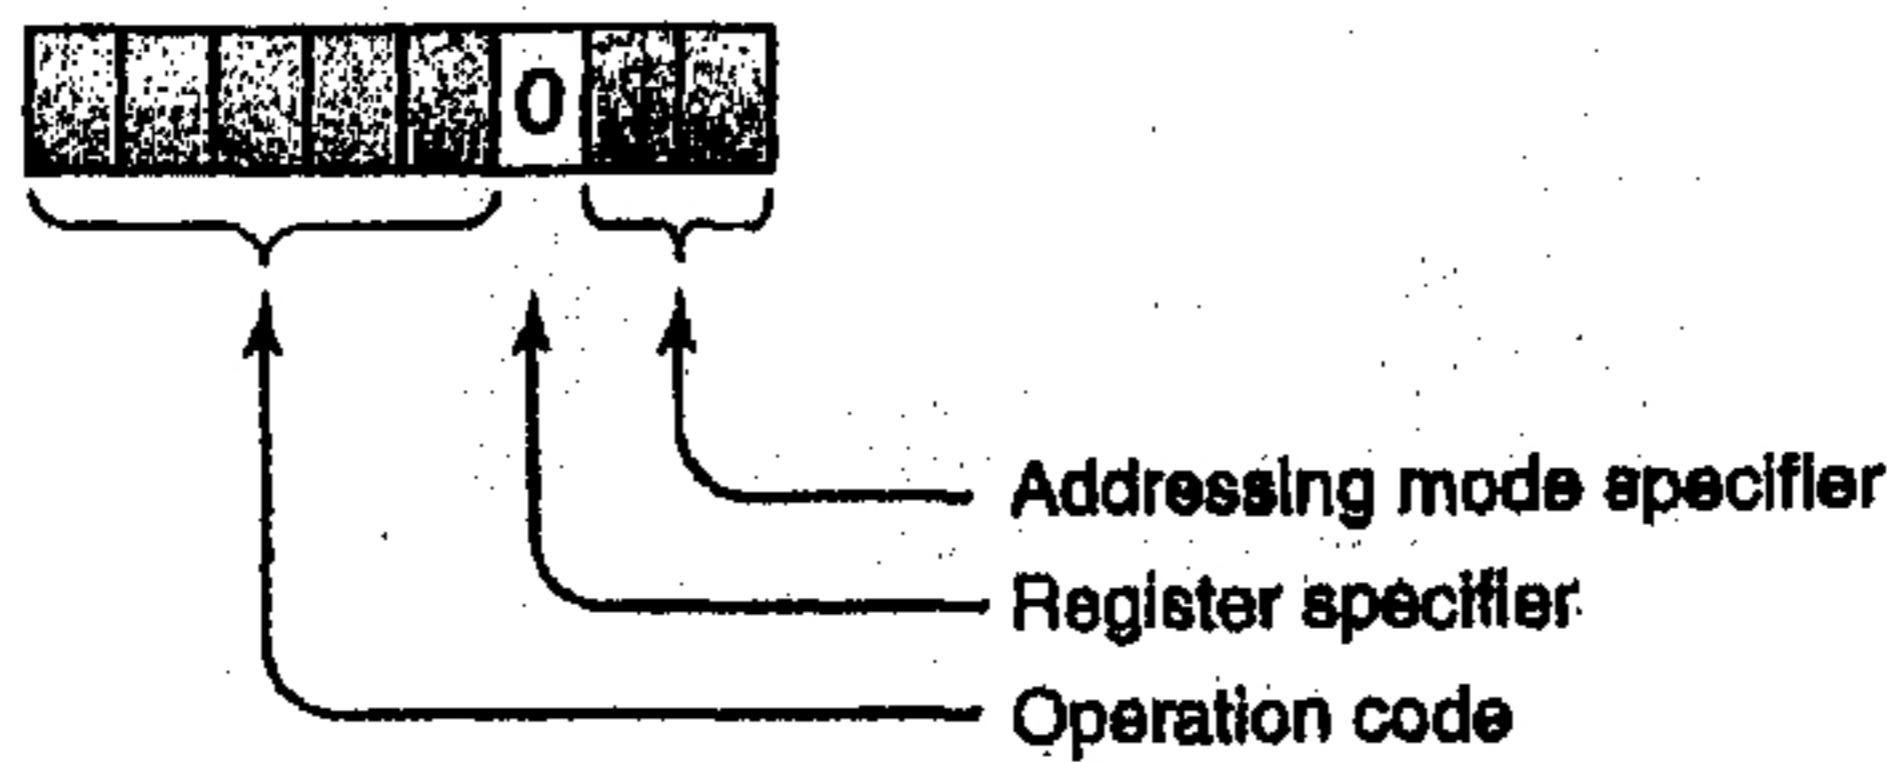 0
Addressing mode specifier
Register specifier
Operation code